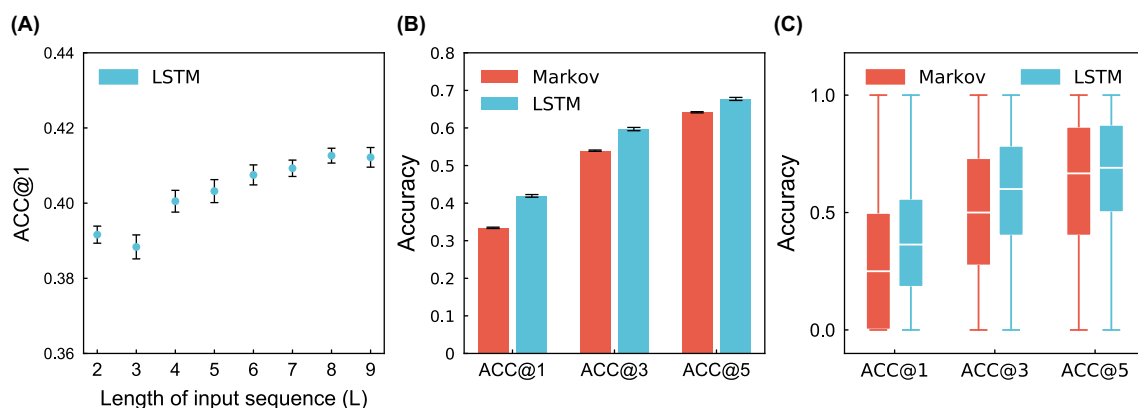 (A)
LSTM
ACC@1
0.44
0.42
0.40
0.38
0.36
2 3 4 5 6 7 8 9
Length of input sequence (L)
(B)
Markov
LSTM
Accuracy
0.8
0.7
0.6
0.5
0.4
0.3
0.2
0.1
0
ACC@1 ACC@3 ACC@5
(C)
Markov LSTM
Accuracy
1.0
0.5
0.0
ACC@1 ACC@3 ACC@5